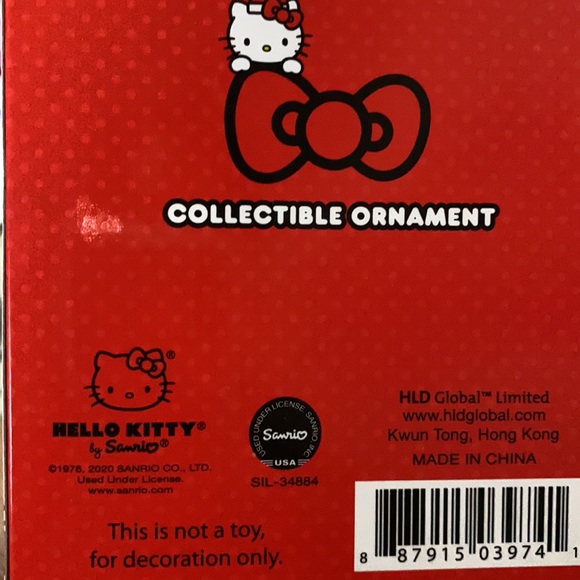 COLLECTIBLE ORNAMENT
HELLO KITTY®
by Sanrio®
©1976, 2020 SANRIO CO., LTD.
Used Under License.
www.sanrio.com
USED UNDER LICENSE SANRIO INC.
Sanrio
USA
SIL-34884
HLD Global™ Limited
www.hldglobal.com
Kwun Tong, Hong Kong
MADE IN CHINA
This is not a toy,
for decoration only.
8 87915 03974 1